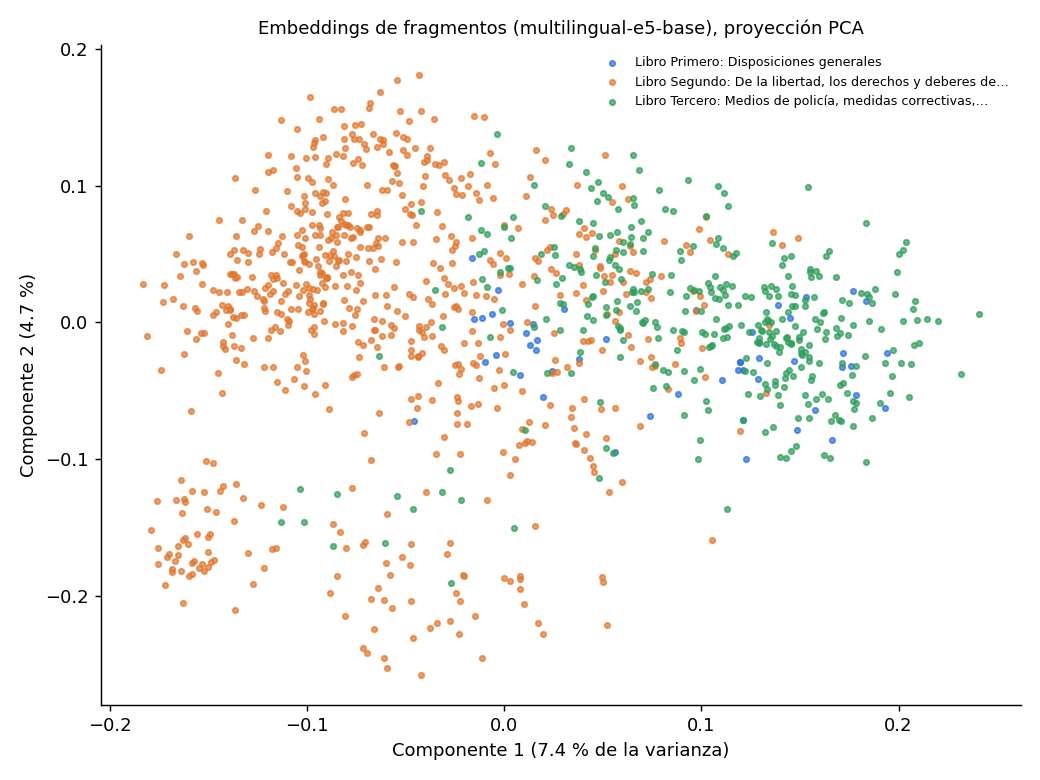 Embeddings de fragmentos (multilingual-e5-base), proyección PCA
Libro Primero: Disposiciones generales
Libro Segundo: De la libertad, los derechos y deberes de…
Libro Tercero: Medios de policía, medidas correctivas,…
Componente 2 (4.7 %)
0.2
0.1
0.0
−0.1
−0.2
−0.2
−0.1
0.0
0.1
0.2
Componente 1 (7.4 % de la varianza)